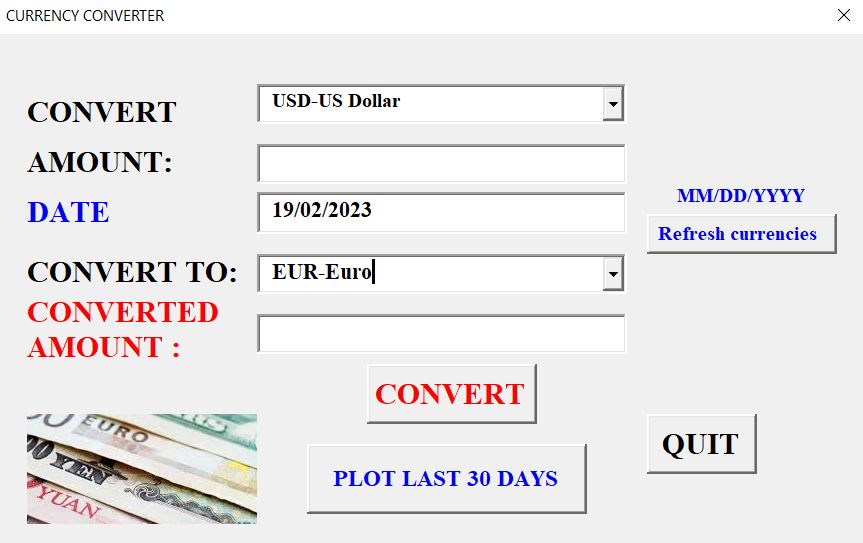 CURRENCY CONVERTER
CONVERT
USD-US Dollar
AMOUNT:
DATE
19/02/2023
MM/DD/YYYY
Refresh currencies
CONVERT TO:
EUR-Euro
CONVERTED
AMOUNT :
CONVERT
PLOT LAST 30 DAYS
QUIT
EURO
YEN
YUAN